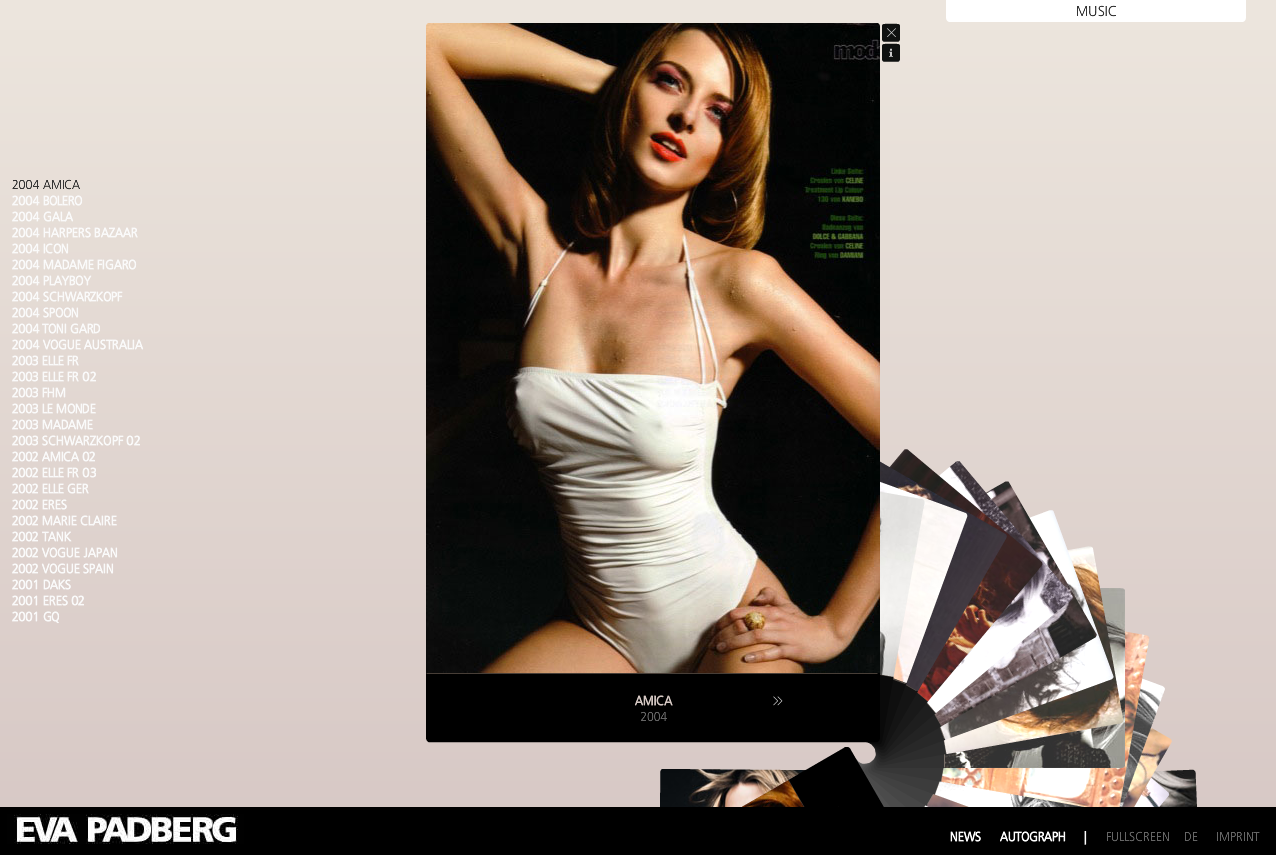 MUSIC
mod
Linke Seite:
Creolen von CELINE
Treatment Lip Colour
130 von KANEBO
Diese Seite:
Badeanzug von
DOLCE & GABBANA
Creolen von CELINE
Ring von DAMIANI
2004 AMICA
2004 BOLERO
2004 GALA
2004 HARPERS BAZAAR
2004 ICON
2004 MADAME FIGARO
2004 PLAYBOY
2004 SCHWARZKOPF
2004 SPOON
2004 TONI GARD
2004 VOGUE AUSTRALIA
2003 ELLE FR
2003 ELLE FR 02
2003 FHM
2003 LE MONDE
2003 MADAME
2003 SCHWARZKOPF 02
2002 AMICA 02
2002 ELLE FR 03
2002 ELLE GER
2002 ERES
2002 MARIE CLAIRE
2002 TANK
2002 VOGUE JAPAN
2002 VOGUE SPAIN
2001 DAKS
2001 ERES 02
2001 GQ
AMICA
2004
EVA PADBERG
NEWS AUTOGRAPH | FULLSCREEN DE IMPRINT